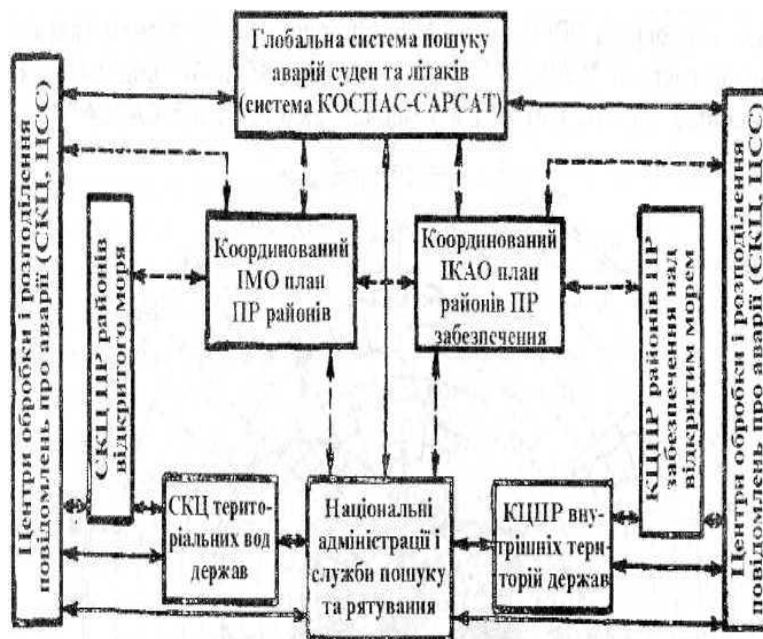 Глобальна система пошуку
аварій суден та літаків
(система КОСПАС-САРСАТ)
Центри обробки і розподілення
повідомлень про аварії (СКЦ, ЦСС)
СКЦ ПР районів
відкритого моря
Координований
ІМО план
ПР районів
Координований
ІКАО план
районів ПР
забезпечення
КЦПР районів ПР
забезпечення над
відкритим морем
Центри обробки і розподілення
повідомлень про аварії (СКЦ, ЦСС)
СКЦ терито-
ріальних вод
держав
Національні
адміністрації і
служби пошуку
та рятування
КЦПР вну-
трішніх терн-
торій держав